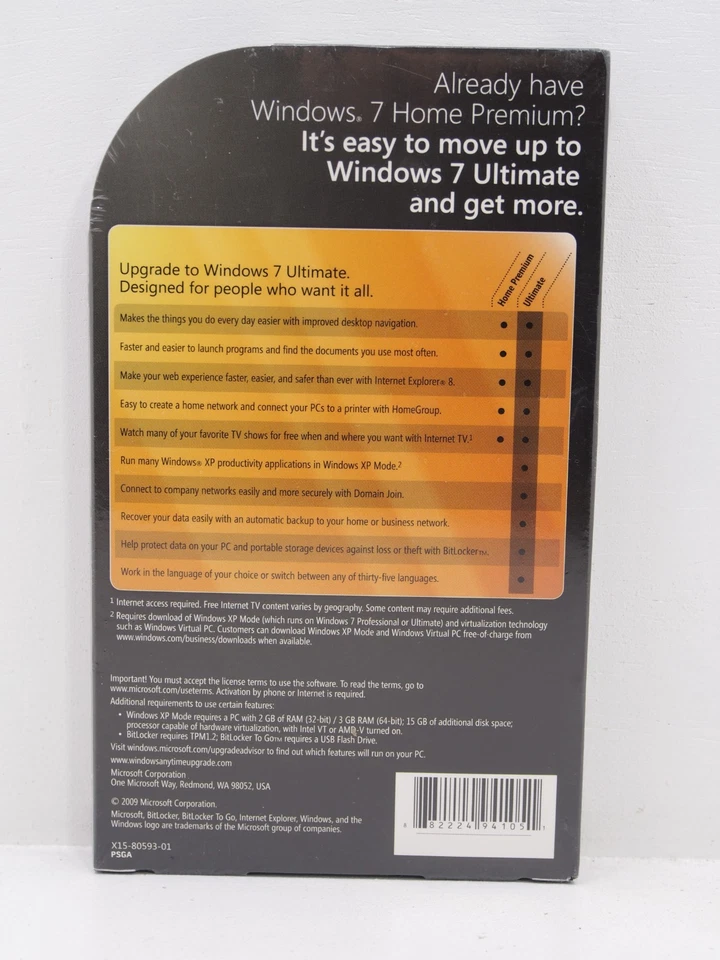 Already have
Windows® 7 Home Premium?
It's easy to move up to
Windows 7 Ultimate
and get more.
Upgrade to Windows 7 Ultimate.
Designed for people who want it all.
Home Premium
Ultimate
Makes the things you do every day easier with improved desktop navigation.
Faster and easier to launch programs and find the documents you use most often.
Make your web experience faster, easier, and safer than ever with Internet Explorer® 8.
Easy to create a home network and connect your PCs to a printer with HomeGroup.
Watch many of your favorite TV shows for free when and where you want with Internet TV.¹
Run many Windows® XP productivity applications in Windows XP Mode.²
Connect to company networks easily and more securely with Domain Join.
Recover your data easily with an automatic backup to your home or business network.
Help protect data on your PC and portable storage devices against loss or theft with BitLocker™.
Work in the language of your choice or switch between any of thirty-five languages.
¹ Internet access required. Free Internet TV content varies by geography. Some content may require additional fees.
² Requires download of Windows XP Mode (which runs on Windows 7 Professional or Ultimate) and virtualization technology
such as Windows Virtual PC. Customers can download Windows XP Mode and Windows Virtual PC free-of-charge from
www.windows.com/business/downloads when available.
Important! You must accept the license terms to use the software. To read the terms, go to
www.microsoft.com/useterms. Activation by phone or Internet is required.
Additional requirements to use certain features:
• Windows XP Mode requires a PC with 2 GB of RAM (32-bit) / 3 GB RAM (64-bit); 15 GB of additional disk space;
processor capable of hardware virtualization, with Intel VT or AMD-V turned on.
• BitLocker requires TPM1.2; BitLocker To Go™ requires a USB Flash Drive.
Visit windows.microsoft.com/upgradeadvisor to find out which features will run on your PC.
www.windowsanytimeupgrade.com
Microsoft Corporation
One Microsoft Way, Redmond, WA 98052, USA
© 2009 Microsoft Corporation.
Microsoft, BitLocker, BitLocker To Go, Internet Explorer, Windows, and the
Windows logo are trademarks of the Microsoft group of companies.
X15-80593-01
PSGA
8 82224 94105 1